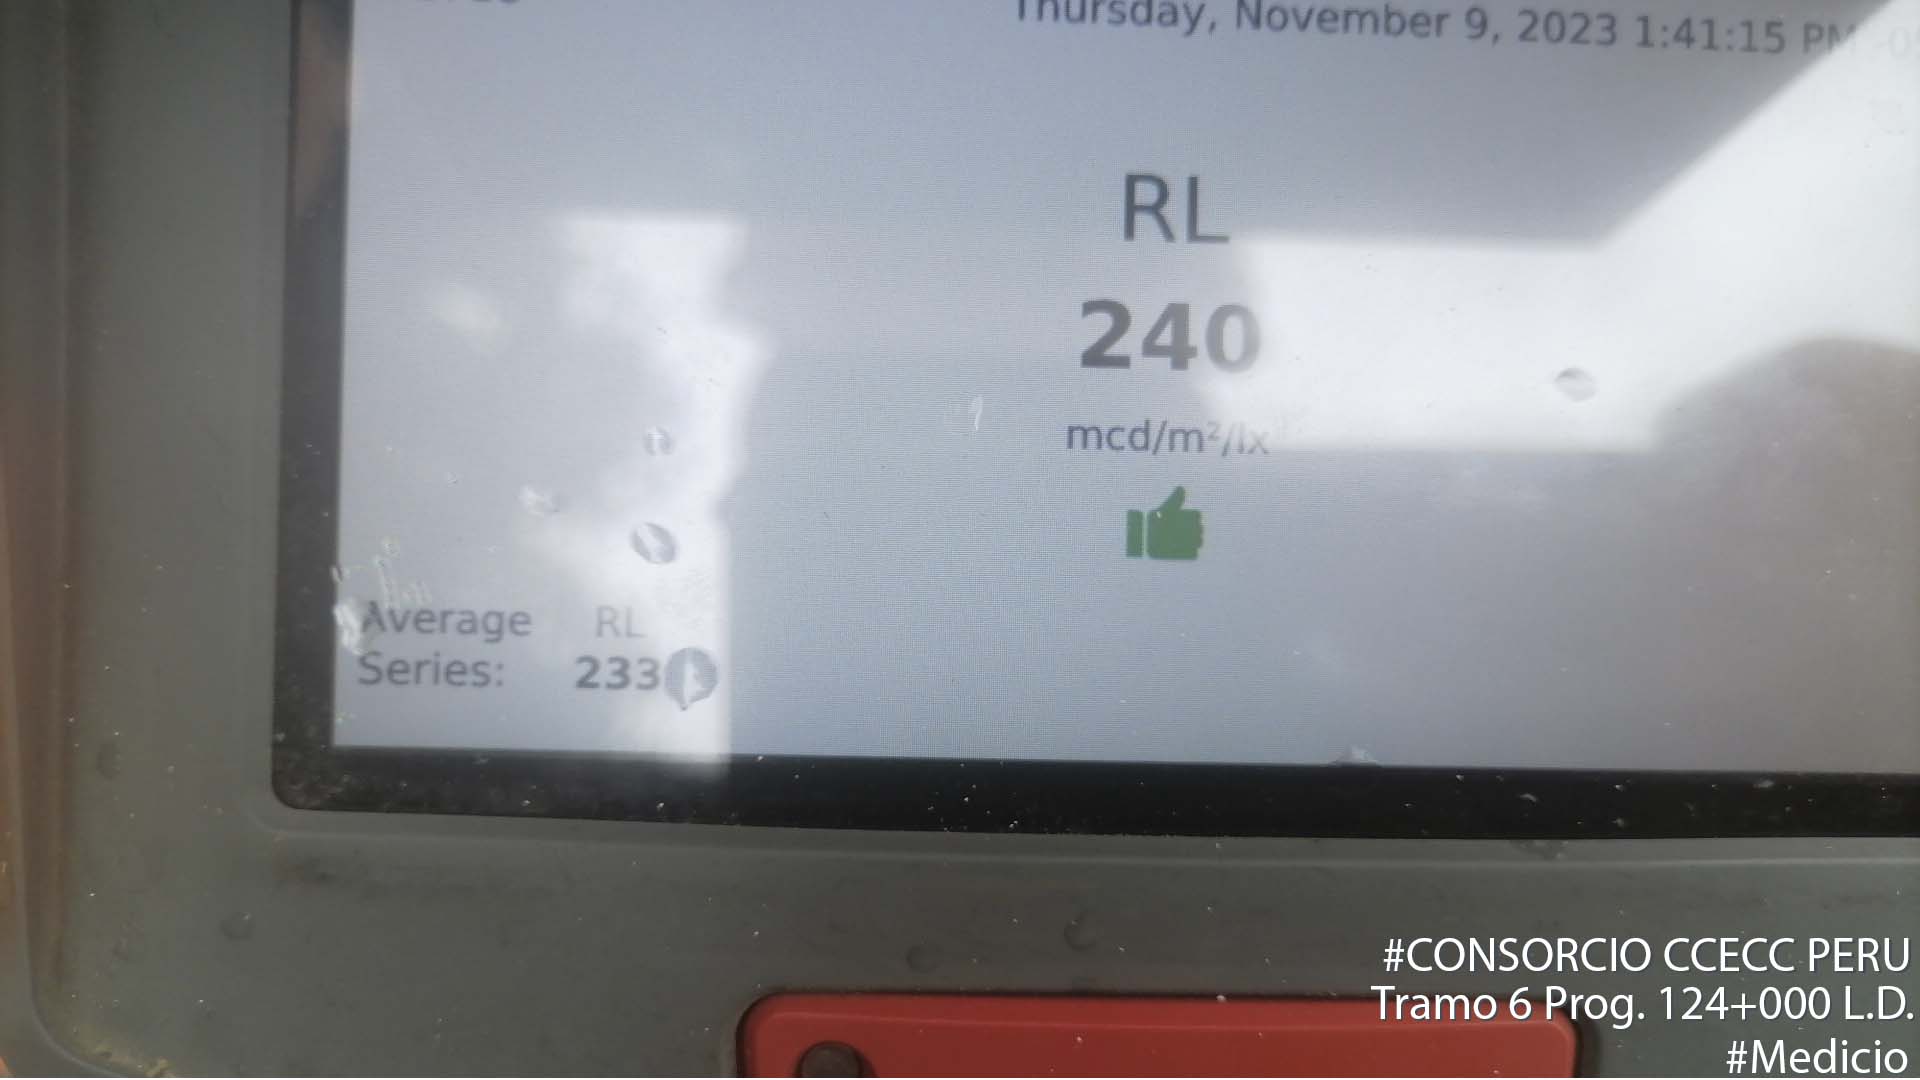 Thursday, November 9, 2023 1:41:15 PM
RL
240
mcd/m²/lx
Average RL
Series: 233
#CONSORCIO CCECC PERU
Tramo 6 Prog. 124+000 L.D.
#Medicio